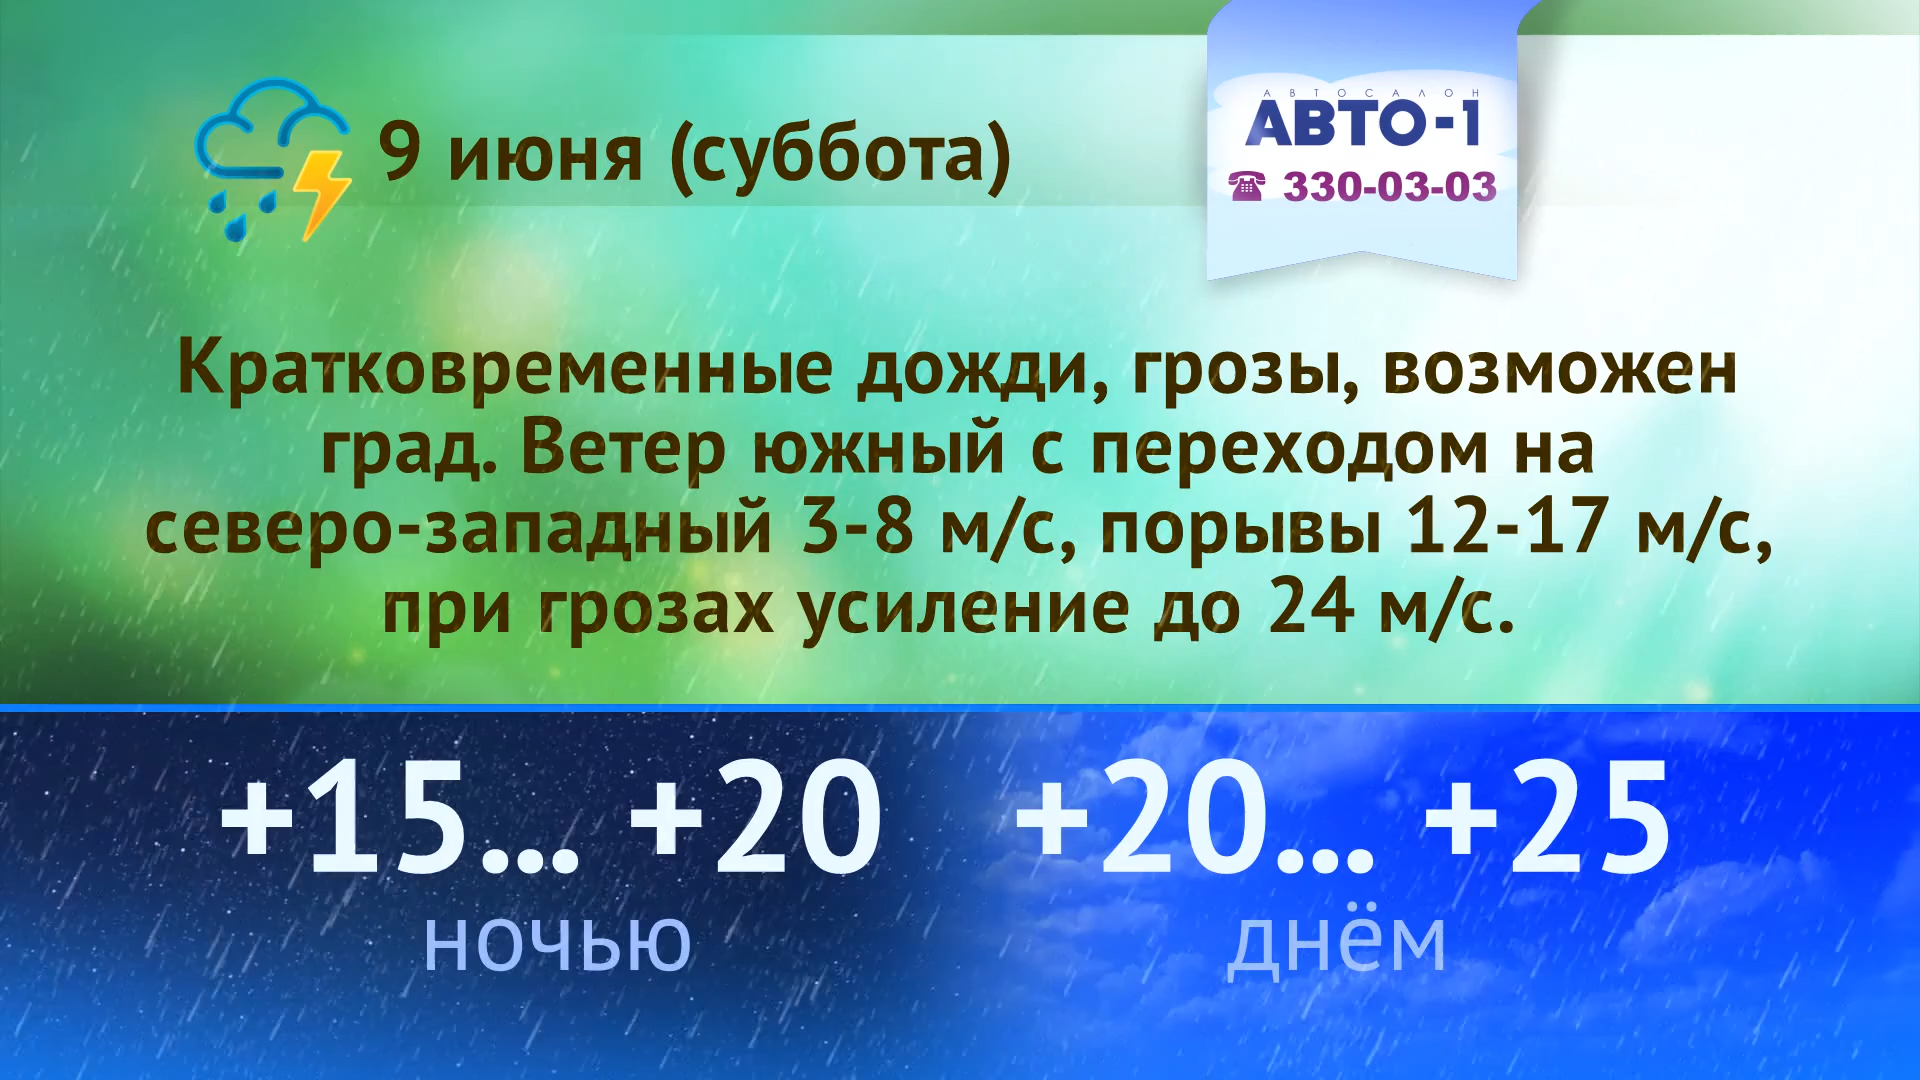 9 июня (суббота)
АВТОСАЛОН
АВТО-1
☎ 330-03-03
Кратковременные дожди, грозы, возможен
град. Ветер южный с переходом на
северо-западный 3-8 м/с, порывы 12-17 м/с,
при грозах усиление до 24 м/с.
+15... +20
ночью
+20... +25
днём